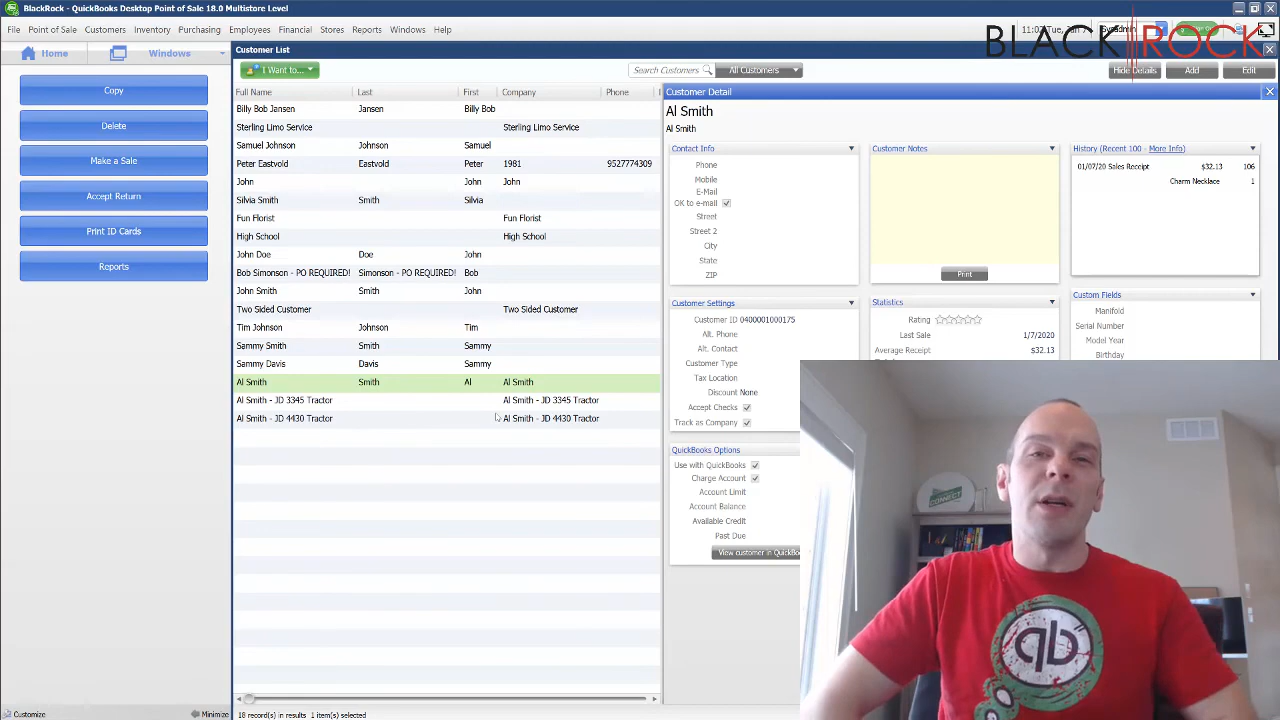 BlackRock - QuickBooks Desktop Point of Sale 18.0 Multistore Level
File Point of Sale Customers Inventory Purchasing Employees Financial Stores Reports Windows Help
BLACK ROCK
Home Windows
Customer List
I Want to...
Search Customers All Customers
Hide Details Add Edit
Copy
Delete
Make a Sale
Accept Return
Print ID Cards
Reports
Full Name Last First Company Phone
Billy Bob Jansen Jansen Billy Bob
Sterling Limo Service Sterling Limo Service
Samuel Johnson Johnson Samuel
Peter Eastvold Eastvold Peter 1981 9527774309
John John John
Silvia Smith Smith Silvia
Fun Florist Fun Florist
High School High School
John Doe Doe John
Bob Simonson - PO REQUIRED! Simonson - PO REQUIRED! Bob
John Smith Smith John
Two Sided Customer Two Sided Customer
Tim Johnson Johnson Tim
Sammy Smith Smith Sammy
Sammy Davis Davis Sammy
Al Smith Smith Al Al Smith
Al Smith - JD 3345 Tractor Al Smith - JD 3345 Tractor
Al Smith - JD 4430 Tractor Al Smith - JD 4430 Tractor
Customer Detail
Al Smith
Al Smith
Contact Info
Phone
Mobile
E-Mail
OK to e-mail
Street
Street 2
City
State
ZIP
Customer Notes
Print
History (Recent 100 - More Info)
01/07/20 Sales Receipt $32.13 106
Charm Necklace 1
Customer Settings
Customer ID 0400001000175
Alt. Phone
Alt. Contact
Customer Type
Tax Location
Discount None
Accept Checks
Track as Company
Statistics
Rating
Last Sale 1/7/2020
Average Receipt $32.13
Custom Fields
Manifold
Serial Number
Model Year
Birthday
QuickBooks Options
Use with QuickBooks
Charge Account
Account Limit
Account Balance
Available Credit
Past Due
View customer in QuickBoo
qb
CONNECT
18 record(s) in results 1 item(s) selected
Customize Minimize